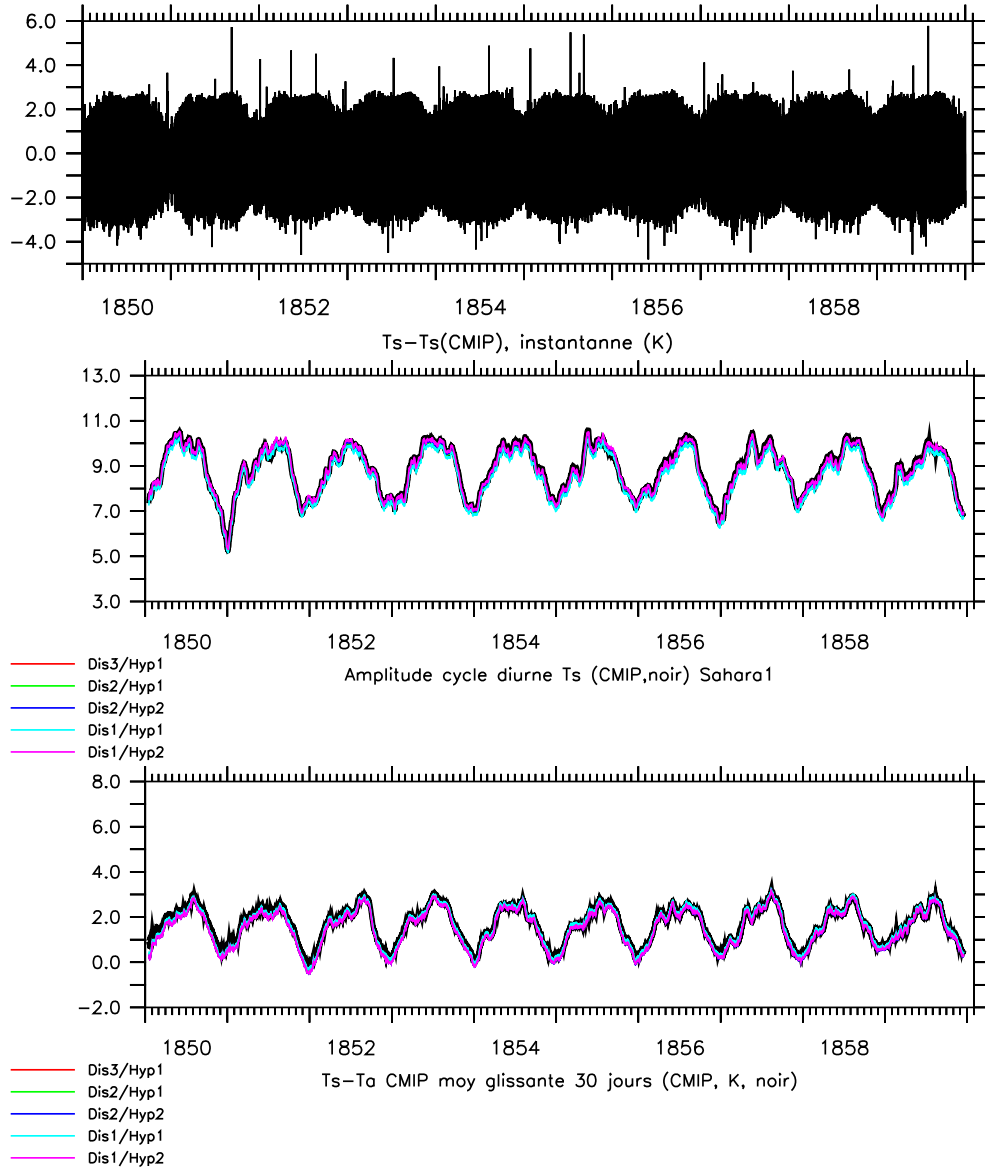 6.0
4.0
2.0
0.0
−2.0
−4.0
1850 1852 1854 1856 1858
Ts−Ts(CMIP), instantanne (K)
13.0
11.0
9.0
7.0
5.0
3.0
1850 1852 1854 1856 1858
Amplitude cycle diurne Ts (CMIP,noir) Sahara1
Dis3/Hyp1
Dis2/Hyp1
Dis2/Hyp2
Dis1/Hyp1
Dis1/Hyp2
8.0
6.0
4.0
2.0
0.0
−2.0
1850 1852 1854 1856 1858
Ts−Ta CMIP moy glissante 30 jours (CMIP, K, noir)
Dis3/Hyp1
Dis2/Hyp1
Dis2/Hyp2
Dis1/Hyp1
Dis1/Hyp2